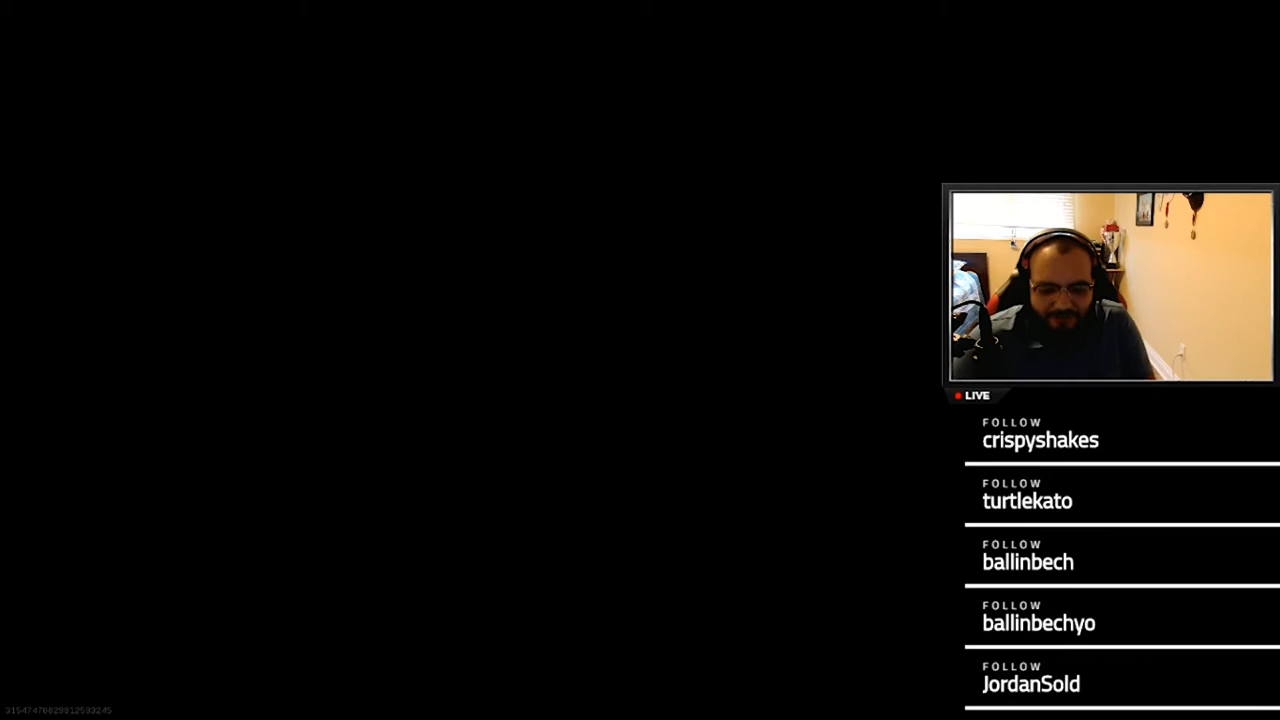 LIVE
FOLLOW
crispyshakes
FOLLOW
turtlekato
FOLLOW
ballinbech
FOLLOW
ballinbechyo
FOLLOW
JordanSold